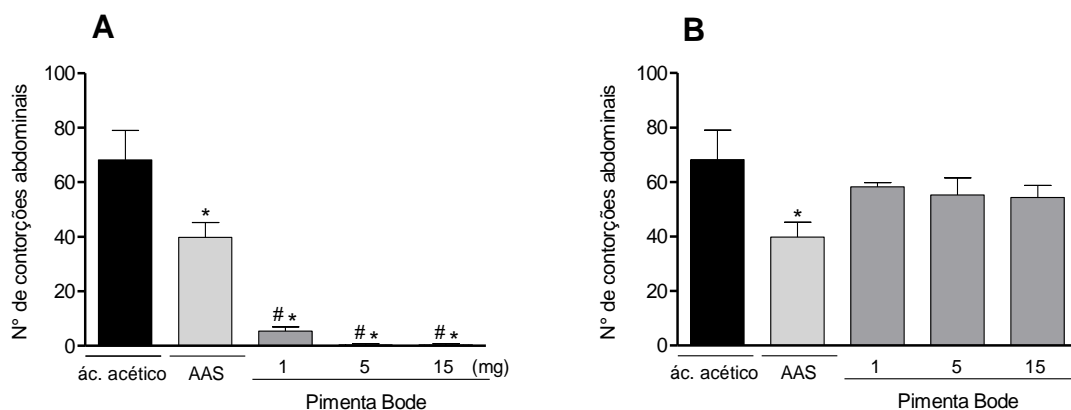 A
N° de contorções abdominais
100
80
60
40
20
0
*
# *
# *
# *
ác. acético AAS 1 5 15 (mg)
Pimenta Bode
B
N° de contorções abdominais
100
80
60
40
20
0
*
ác. acético AAS 1 5 15
Pimenta Bode